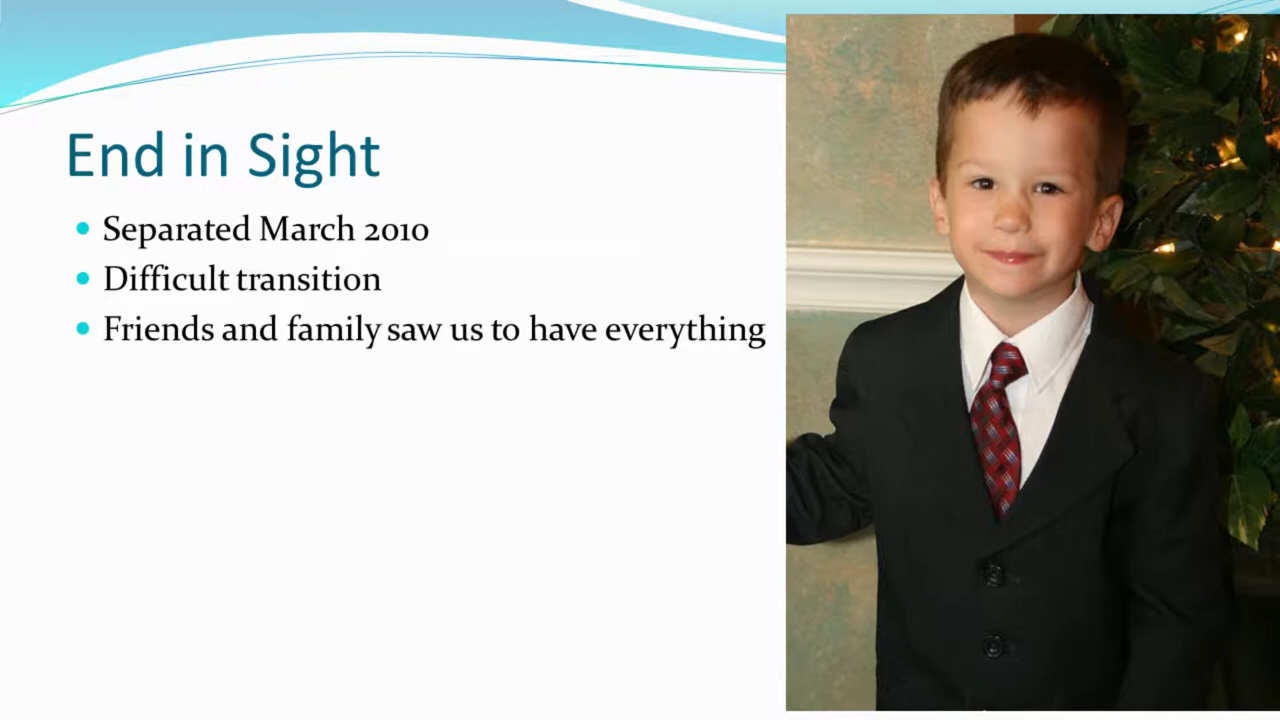 End in Sight
Separated March 2010
Difficult transition
Friends and family saw us to have everything